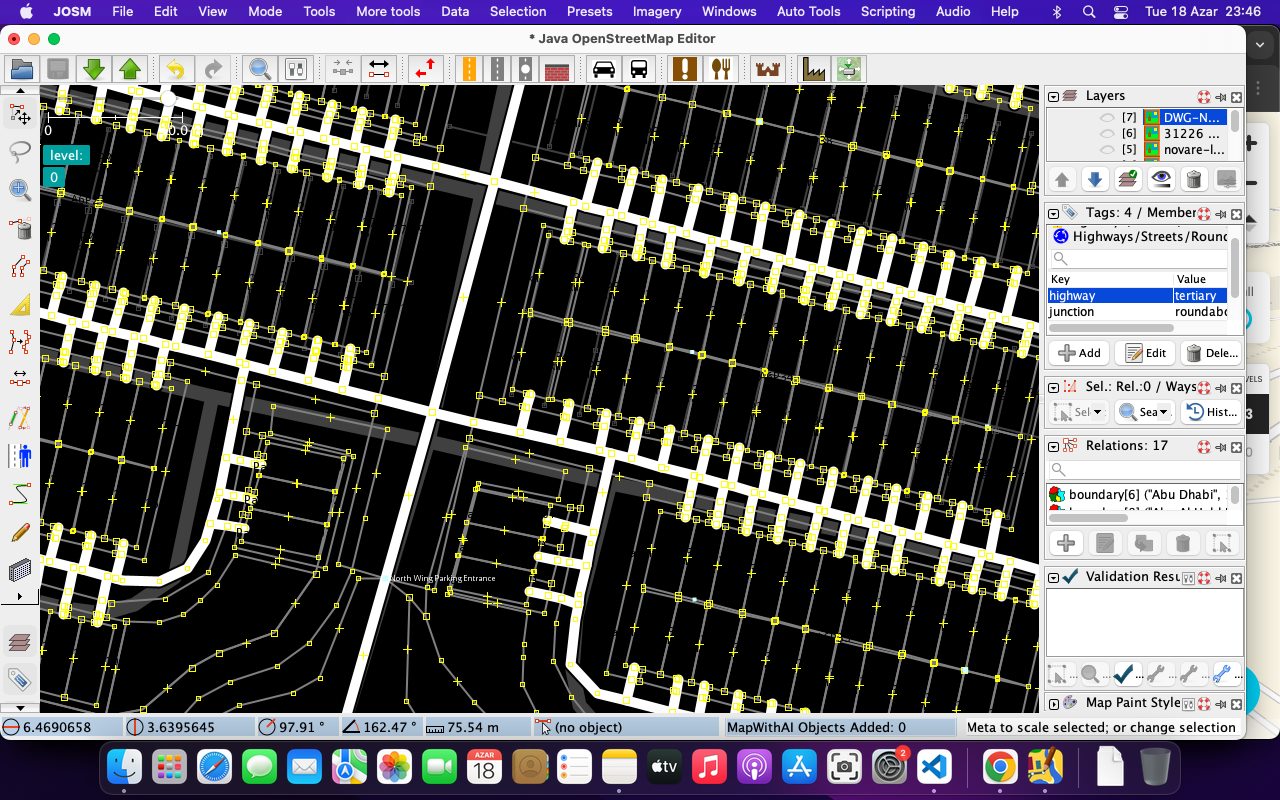 JOSM File Edit View Mode Tools More tools Data Selection Presets Imagery Windows Auto Tools Scripting Audio Help Tue 18 Azar 23:46
* Java OpenStreetMap Editor
0
level:
0
North Wing Parking Entrance
Layers
[7] DWG-N...
[6] 31226 ...
[5] novare-l...
Tags: 4 / Member
Highways/Streets/Round
Key Value
highway tertiary
junction roundabo
Add Edit Dele...
Sel.: Rel.:0 / Ways
Sel Sea Hist...
Relations: 17
boundary[6] ("Abu Dhabi",
Validation Resu
Map Paint Style
6.4690658 3.6395645 97.91 ° 162.47 ° 75.54 m (no object) MapWithAI Objects Added: 0 Meta to scale selected; or change selection
AZAR
18
tv
2